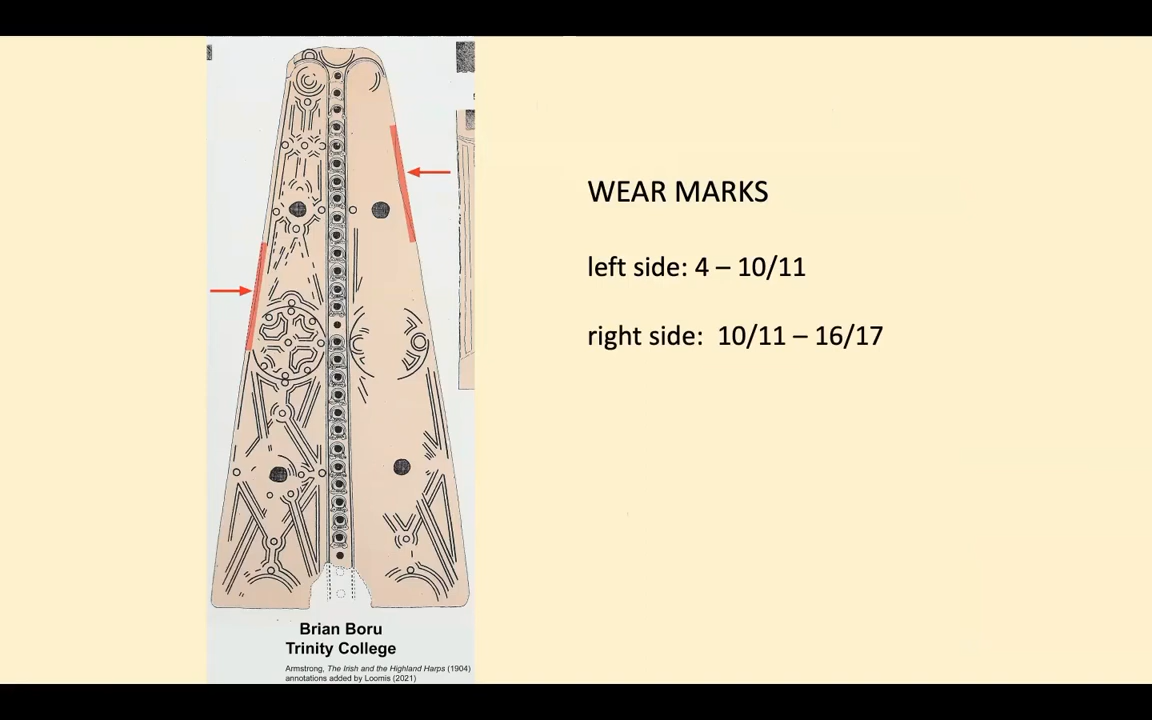 WEAR MARKS
left side: 4 – 10/11
right side: 10/11 – 16/17
Brian Boru
Trinity College
Armstrong, The Irish and the Highland Harps (1904)
annotations added by Loomis (2021)